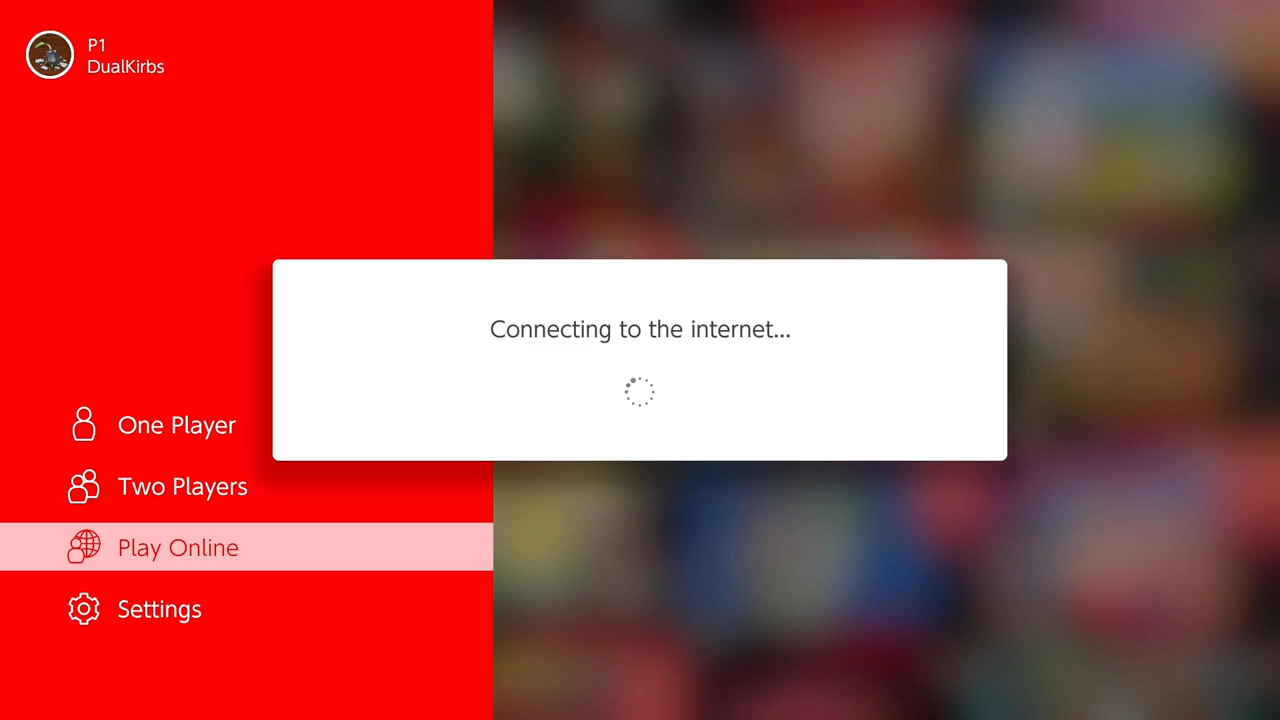 P1
DualKirbs
Connecting to the internet...
One Player
Two Players
Play Online
Settings